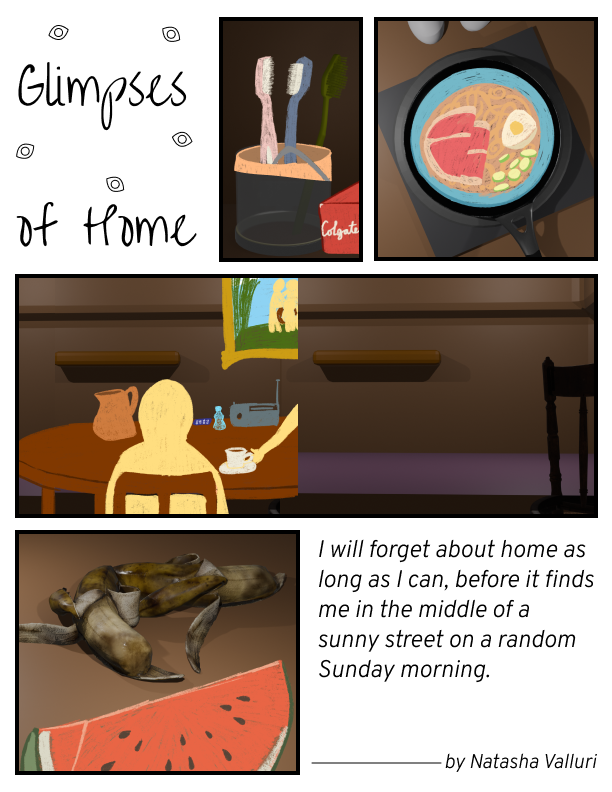 Glimpses
of Home
Colgate
I will forget about home as
long as I can, before it finds
me in the middle of a
sunny street on a random
Sunday morning.
by Natasha Valluri